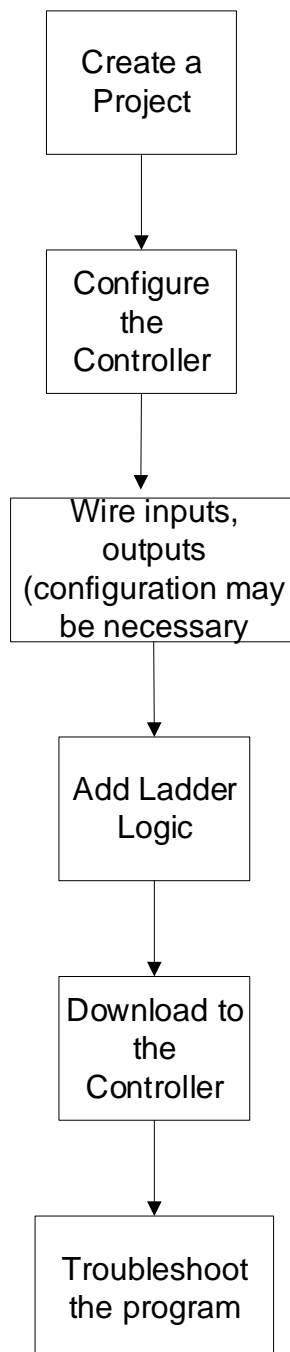 Create a
Project
Configure
the
Controller
Wire inputs,
outputs
(configuration may
be necessary
Add Ladder
Logic
Download to
the
Controller
Troubleshoot
the program